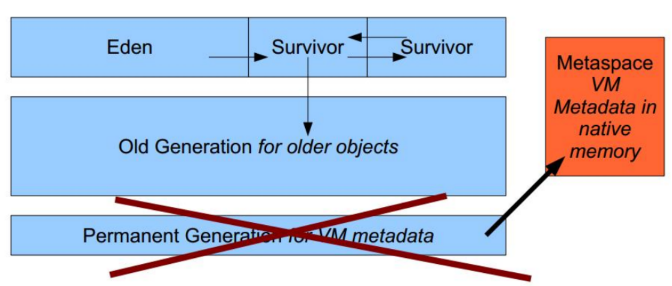 Eden
Survivor
Survivor
Metaspace
VM
Metadata in
native
memory
Old Generation for older objects
Permanent Generation for VM metadata